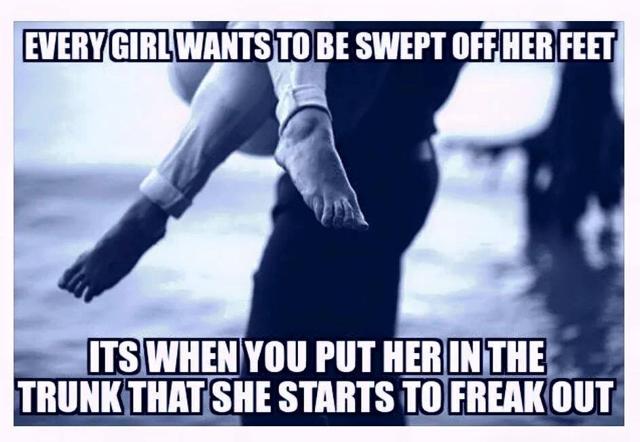 EVERY GIRL WANTS TO BE SWEPT OFF HER FEET
ITS WHEN YOU PUT HER IN THE
TRUNK THAT SHE STARTS TO FREAK OUT